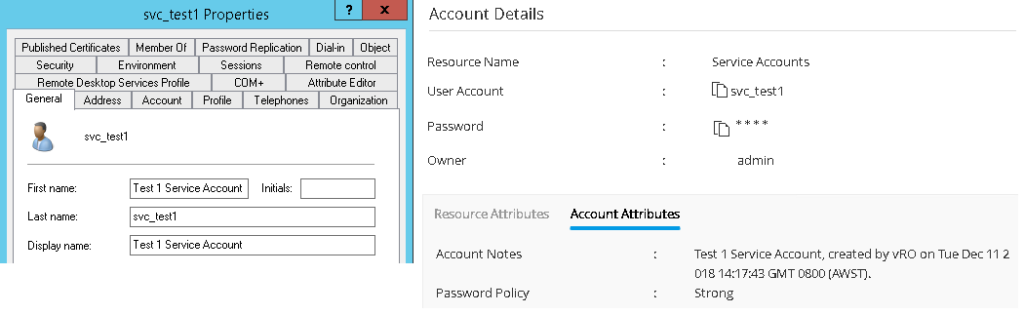 svc_test1 Properties
? x
Published Certificates Member Of Password Replication Dial-in Object
Security Environment Sessions Remote control
Remote Desktop Services Profile COM+ Attribute Editor
General Address Account Profile Telephones Organization
svc_test1
First name: Test 1 Service Account Initials:
Last name: svc_test1
Display name: Test 1 Service Account
Account Details
Resource Name : Service Accounts
User Account : svc_test1
Password : ****
Owner : admin
Resource Attributes Account Attributes
Account Notes : Test 1 Service Account, created by vRO on Tue Dec 11 2
018 14:17:43 GMT 0800 (AWST).
Password Policy : Strong